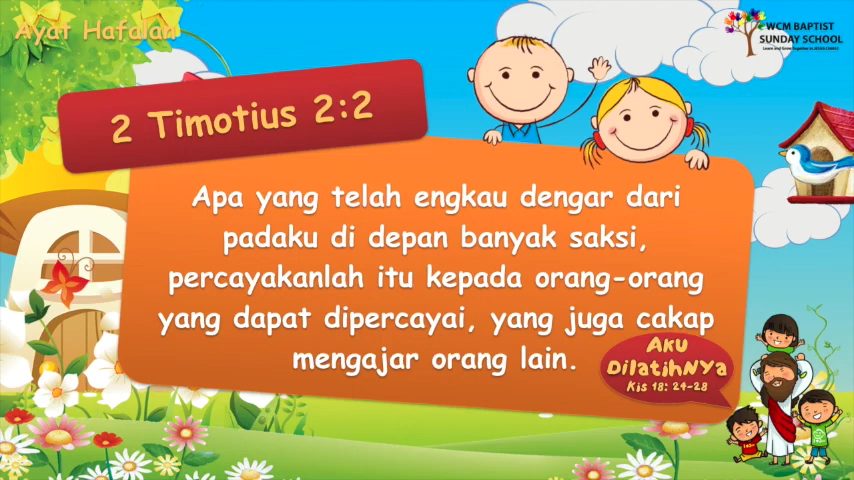 Ayat Hafalan
WCM BAPTIST
SUNDAY SCHOOL
2 Timotius 2:2
Apa yang telah engkau dengar dari
padaku di depan banyak saksi,
percayakanlah itu kepada orang-orang
yang dapat dipercayai, yang juga cakap
mengajar orang lain.
AKU
DilatihNYa
Kis 18: 24-28